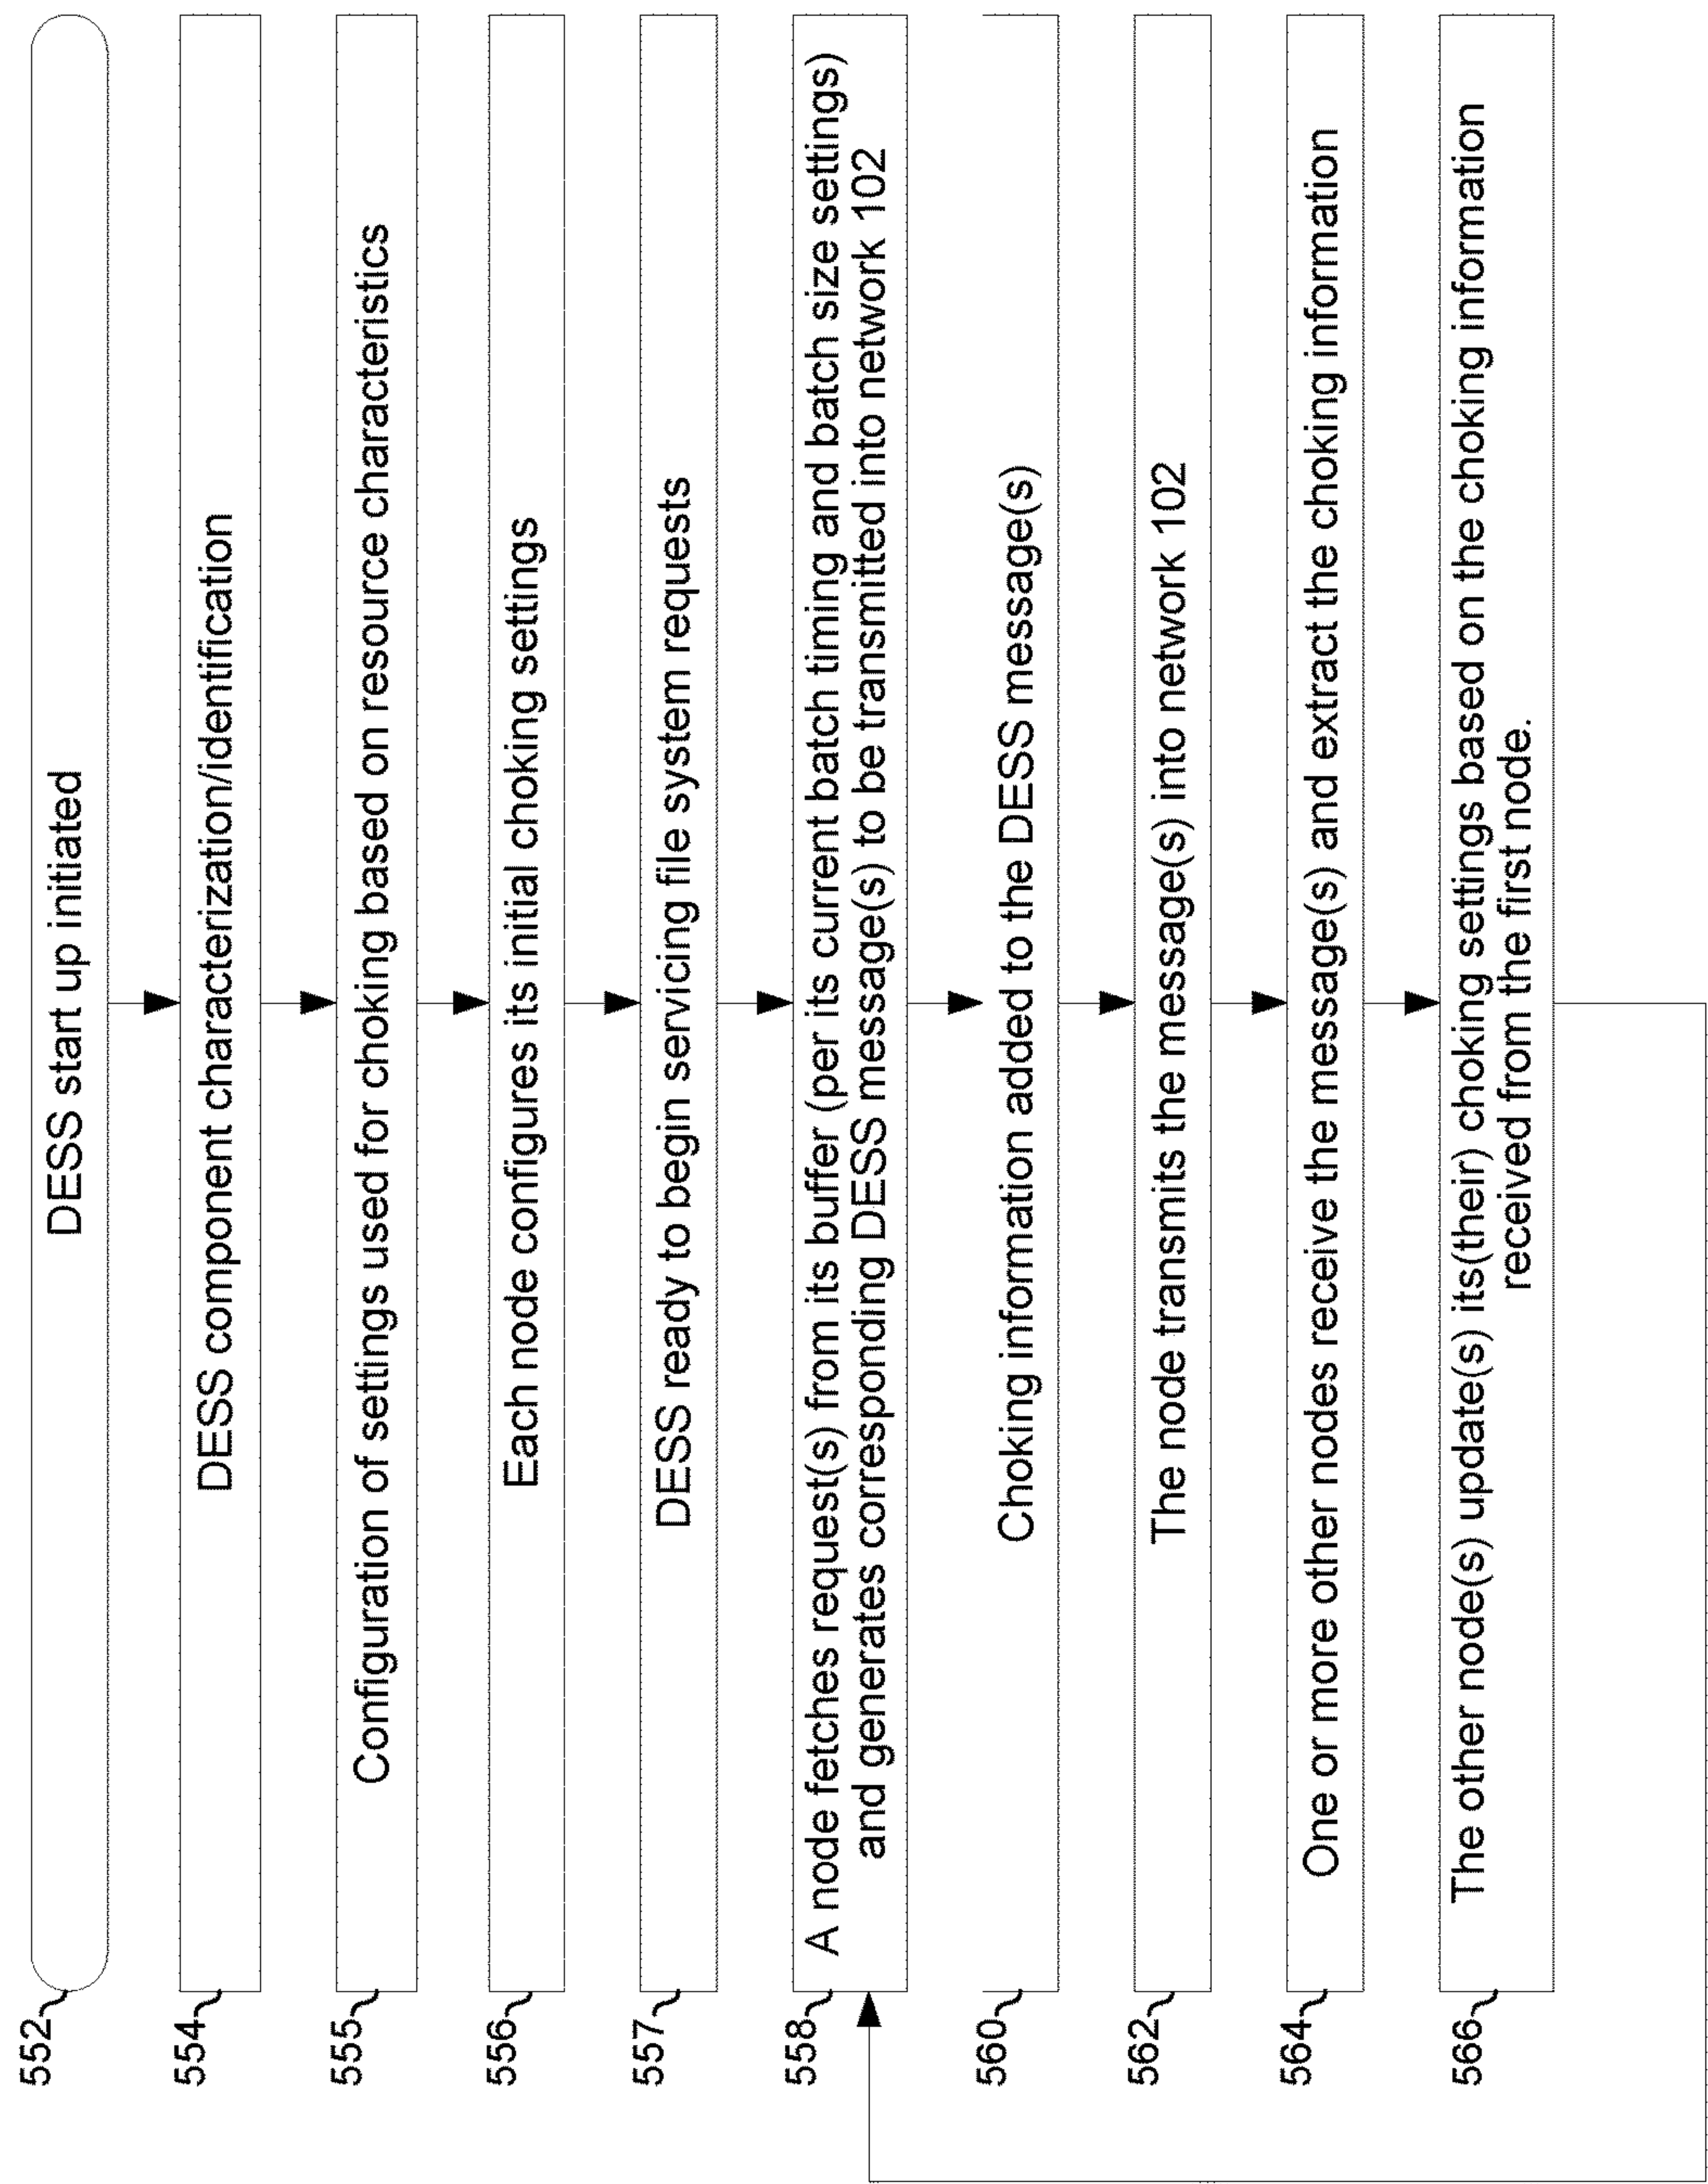 552
DESS start up initiated
554
DESS component characterization/identification
555
Configuration of settings used for choking based on resource characteristics
556
Each node configures its initial choking settings
557
DESS ready to begin servicing file system requests
558
A node fetches request(s) from its buffer (per its current batch timing and batch size settings)
and generates corresponding DESS message(s) to be transmitted into network 102
560
Choking information added to the DESS message(s)
562
The node transmits the message(s) into network 102
564
One or more other nodes receive the message(s) and extract the choking information
566
The other node(s) update(s) its(their) choking settings based on the choking information
received from the first node.